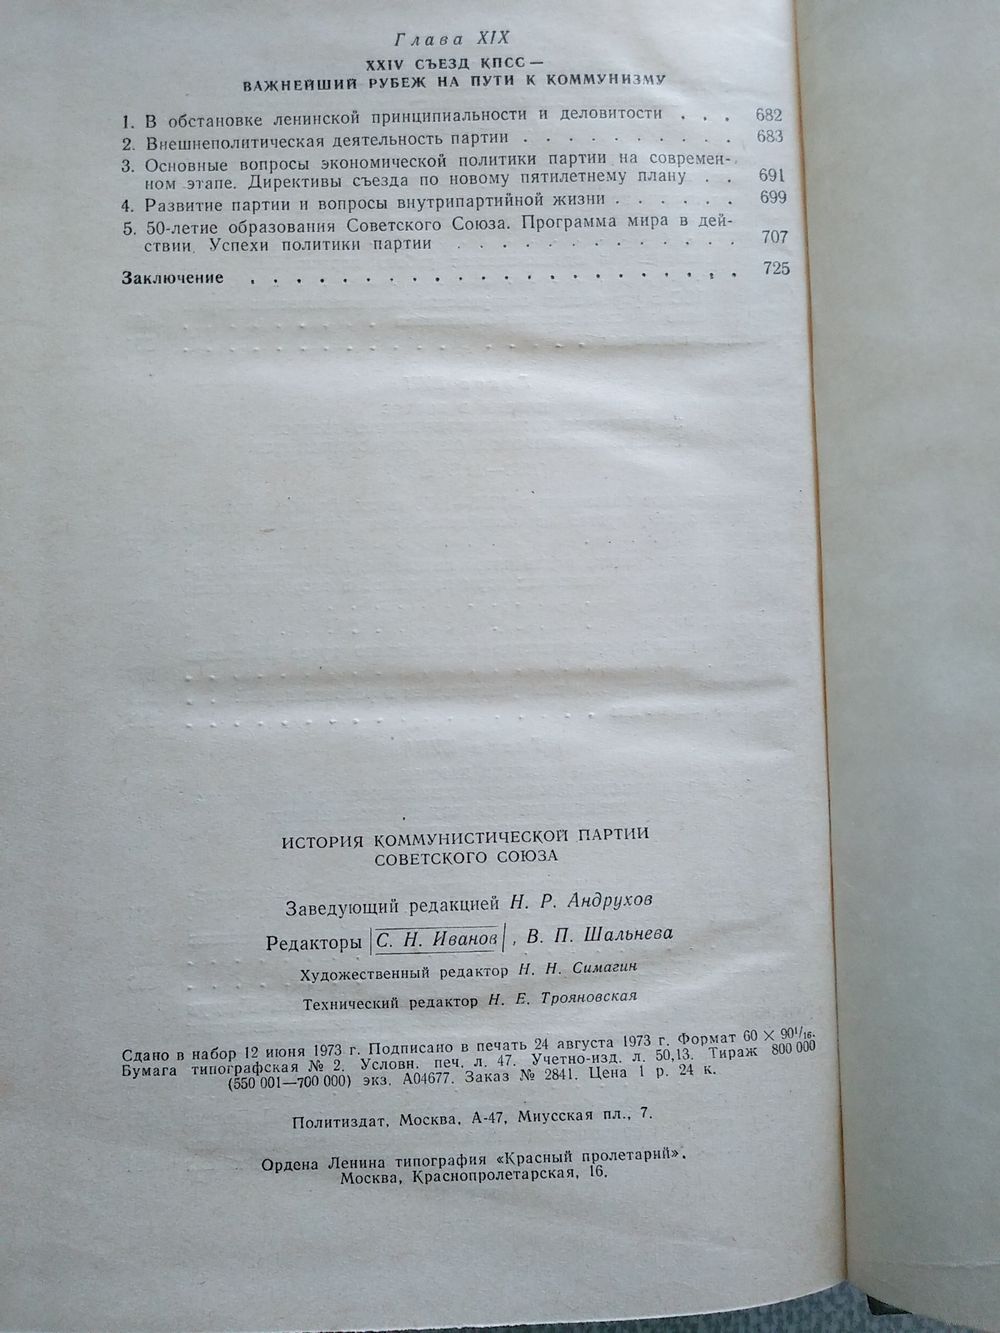 Глава XIX
XXIV СЪЕЗД КПСС —
ВАЖНЕЙШИЙ РУБЕЖ НА ПУТИ К КОММУНИЗМУ
1. В обстановке ленинской принципиальности и деловитости . . . 682
2. Внешнеполитическая деятельность партии . . . . . . . . . . 683
3. Основные вопросы экономической политики партии на современ-
ном этапе. Директивы съезда по новому пятилетнему плану . . 691
4. Развитие партии и вопросы внутрипартийной жизни . . . . . . 699
5. 50-летие образования Советского Союза. Программа мира в дей-
ствии. Успехи политики партии . . . . . . . . . . . . . 707
Заключение . . . . . . . . . . . . . . . . . . . . . . 725
ИСТОРИЯ КОММУНИСТИЧЕСКОЙ ПАРТИИ
СОВЕТСКОГО СОЮЗА
Заведующий редакцией Н. Р. Андрухов
Редакторы С. Н. Иванов, В. П. Шальнева
Художественный редактор Н. Н. Симагин
Технический редактор Н. Е. Трояновская
Сдано в набор 12 июня 1973 г. Подписано в печать 24 августа 1973 г. Формат 60 × 90¹/₁₆.
Бумага типографская № 2. Условн. печ. л. 47. Учетно-изд. л. 50,13. Тираж 800 000
(550 001—700 000) экз. А04677. Заказ № 2841. Цена 1 р. 24 к.
Политиздат, Москва, А-47, Миусская пл., 7.
Ордена Ленина типография «Красный пролетарий».
Москва, Краснопролетарская, 16.